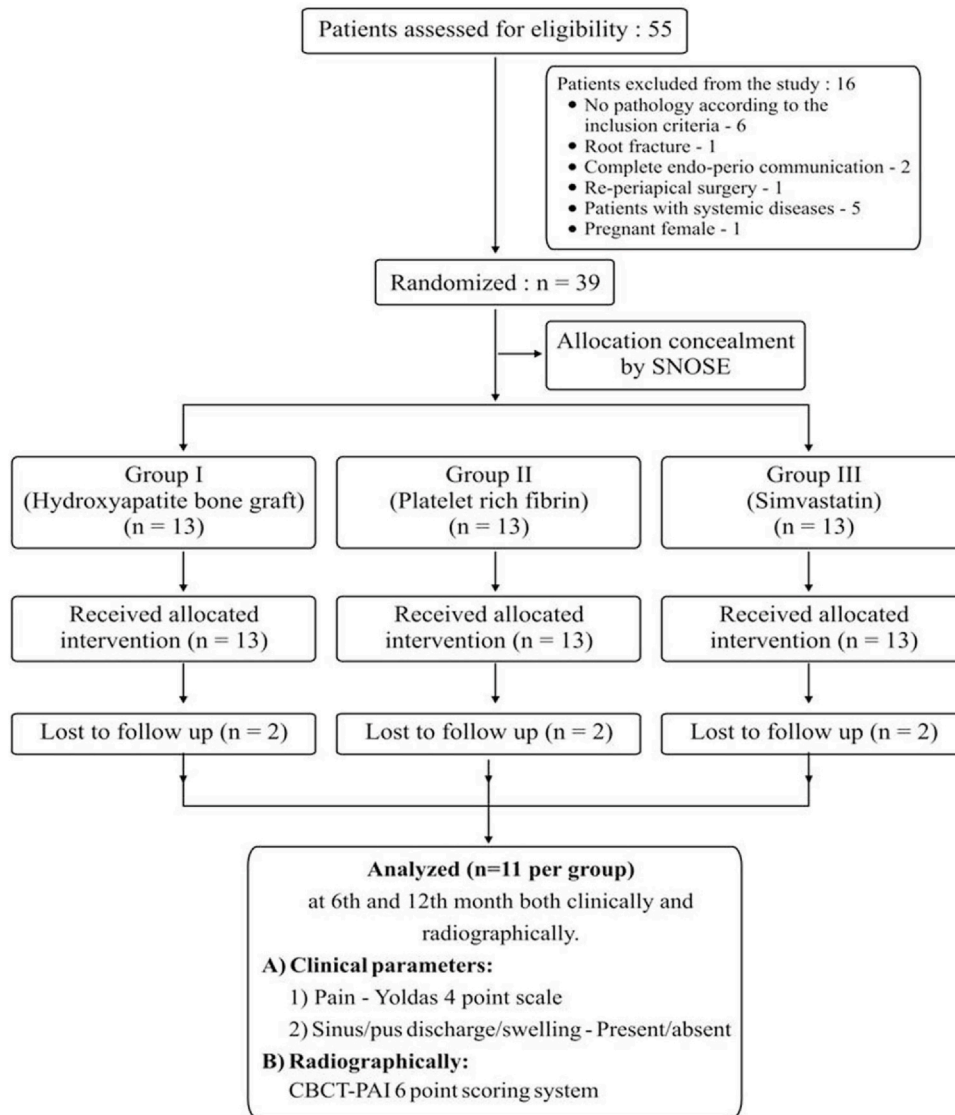 Patients assessed for eligibility : 55
Patients excluded from the study : 16
• No pathology according to the
inclusion criteria - 6
• Root fracture - 1
• Complete endo-perio communication - 2
• Re-periapical surgery - 1
• Patients with systemic diseases - 5
• Pregnant female - 1
Randomized : n = 39
Allocation concealment
by SNOSE
Group I
(Hydroxyapatite bone graft)
(n = 13)
Group II
(Platelet rich fibrin)
(n = 13)
Group III
(Simvastatin)
(n = 13)
Received allocated
intervention (n = 13)
Received allocated
intervention (n = 13)
Received allocated
intervention (n = 13)
Lost to follow up (n = 2)
Lost to follow up (n = 2)
Lost to follow up (n = 2)
Analyzed (n=11 per group)
at 6th and 12th month both clinically and
radiographically.
A) Clinical parameters:
1) Pain - Yoldas 4 point scale
2) Sinus/pus discharge/swelling - Present/absent
B) Radiographically:
CBCT-PAI 6 point scoring system